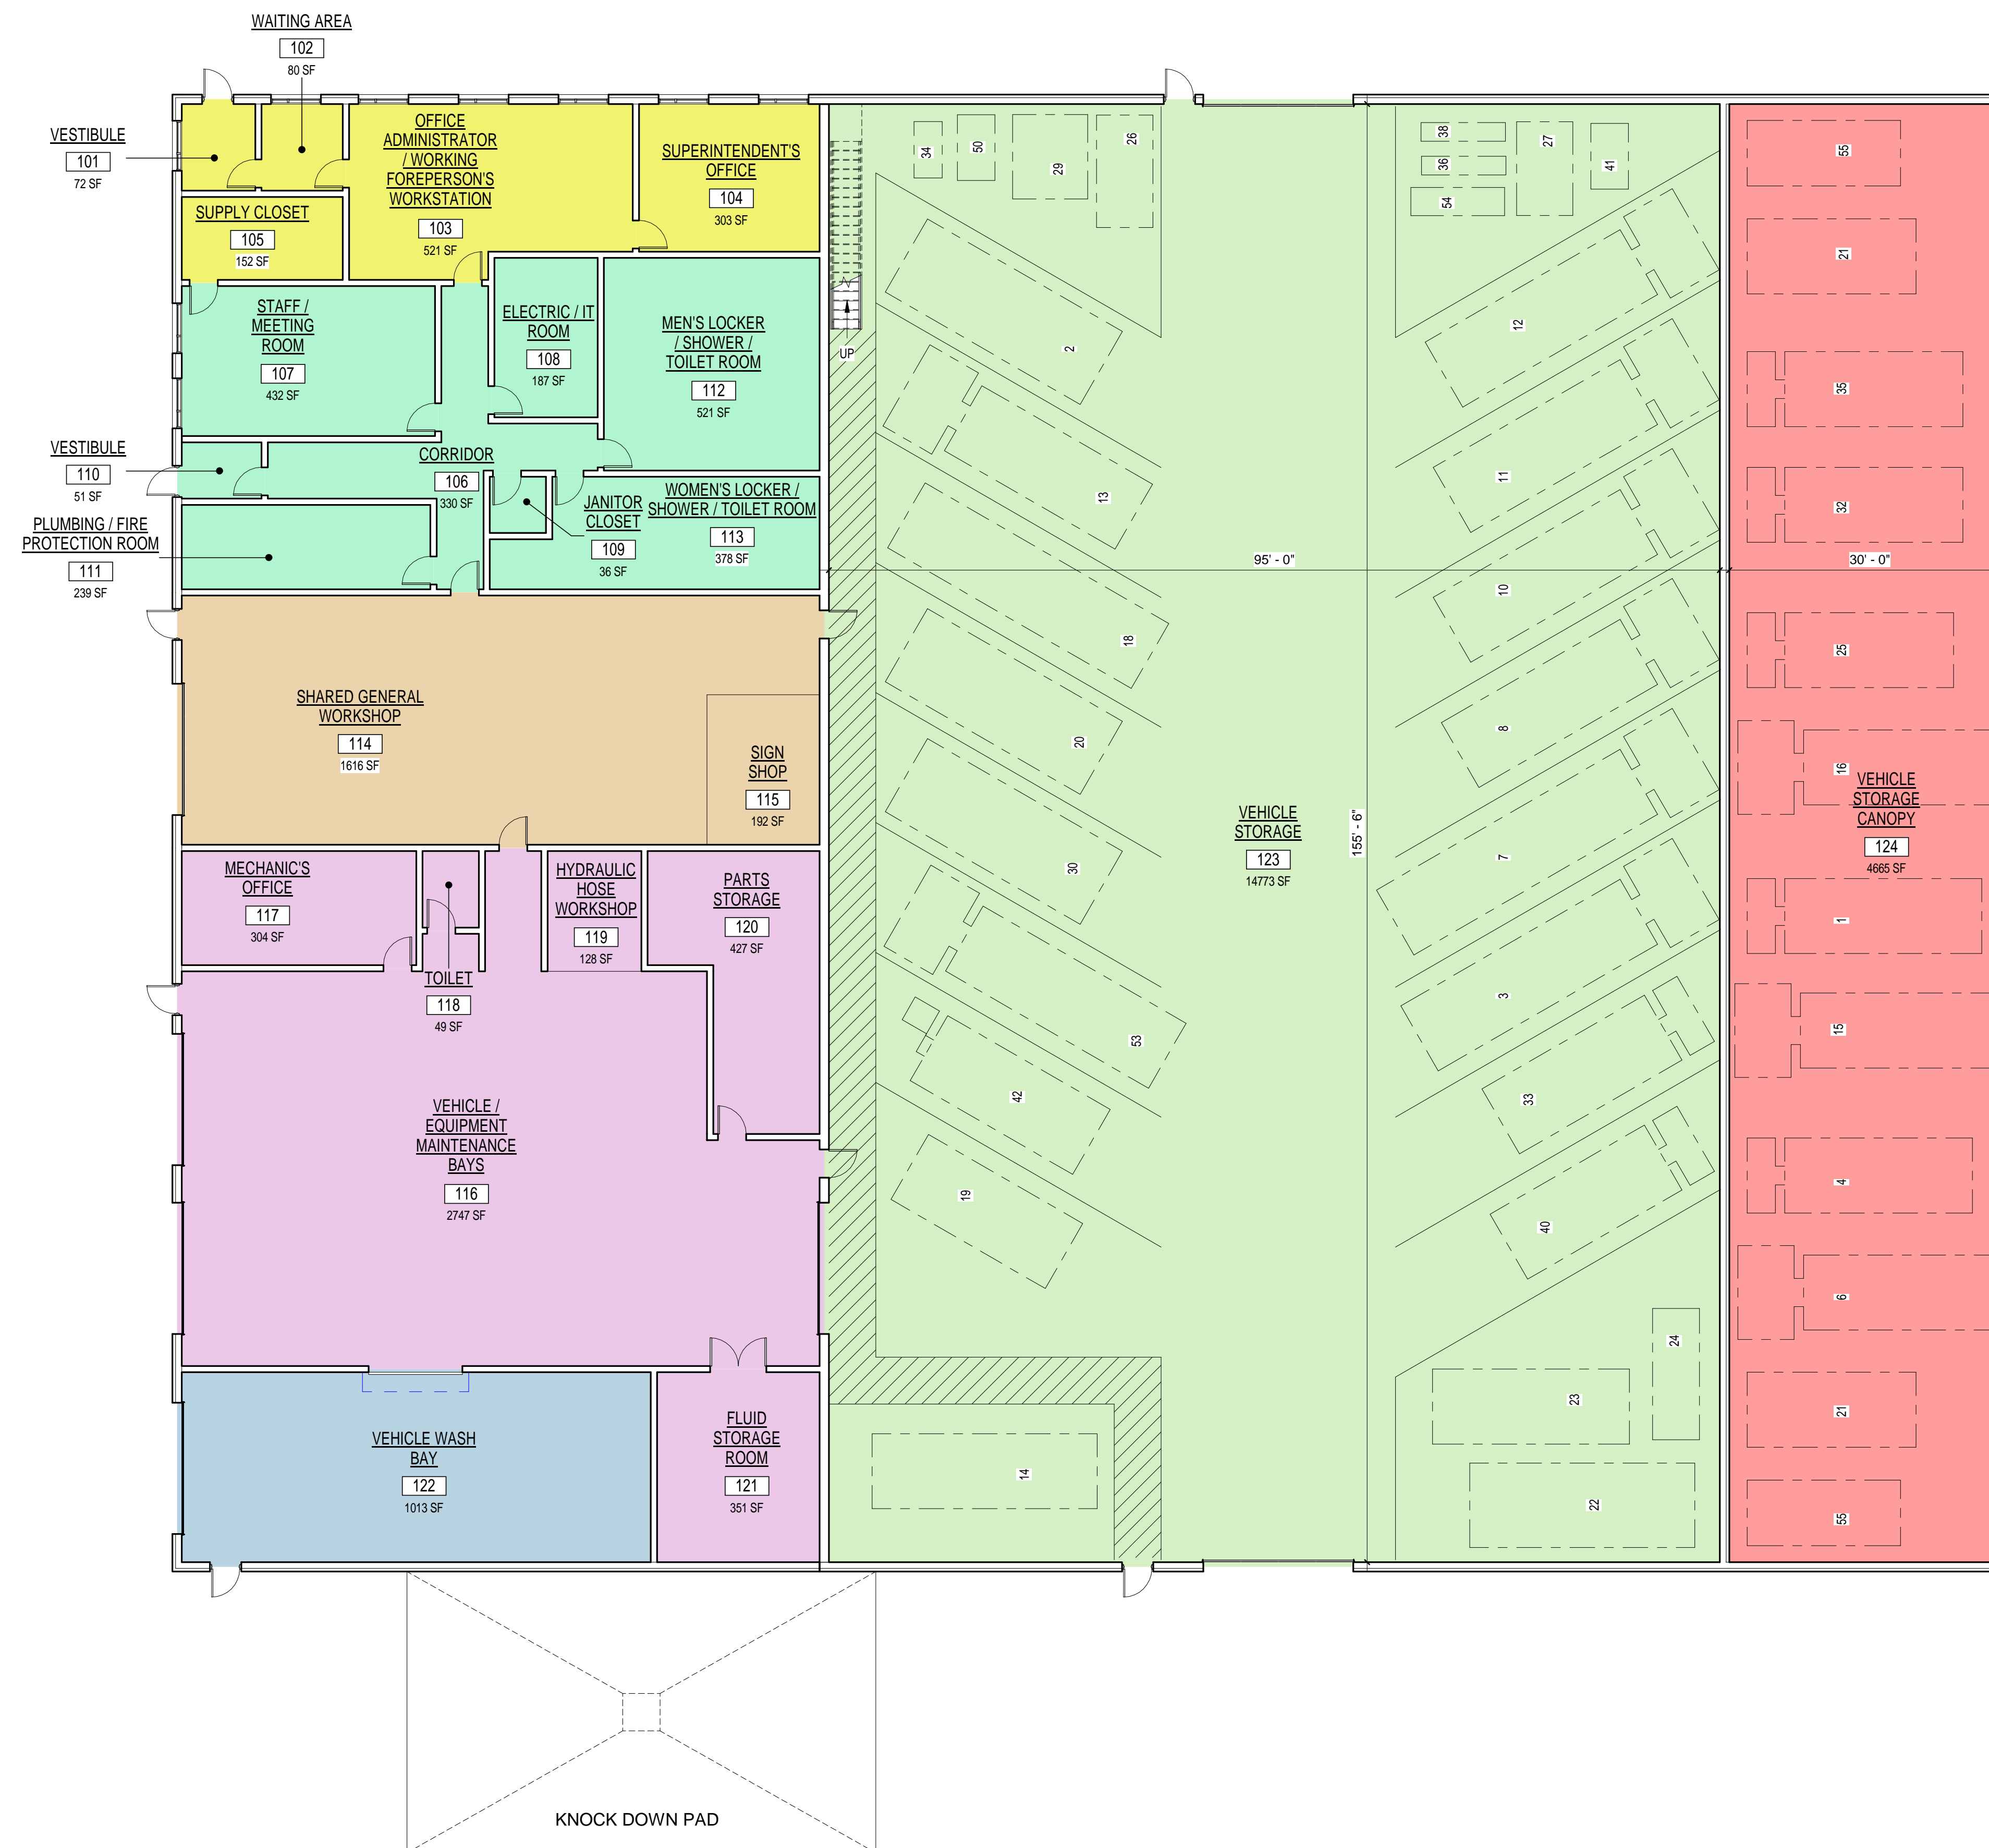 WAITING AREA
102
80 SF
VESTIBULE
101
72 SF
OFFICE
ADMINISTRATOR
/ WORKING
FOREPERSON'S
WORKSTATION
103
521 SF
SUPERINTENDENT'S
OFFICE
104
303 SF
SUPPLY CLOSET
105
152 SF
STAFF /
MEETING
ROOM
107
432 SF
ELECTRIC / IT
ROOM
108
187 SF
MEN'S LOCKER
/ SHOWER /
TOILET ROOM
112
521 SF
VESTIBULE
110
51 SF
CORRIDOR
106
330 SF
PLUMBING / FIRE
PROTECTION ROOM
111
239 SF
JANITOR
CLOSET
109
36 SF
WOMEN'S LOCKER /
SHOWER / TOILET ROOM
113
378 SF
SHARED GENERAL
WORKSHOP
114
1616 SF
SIGN
SHOP
115
192 SF
MECHANIC'S
OFFICE
117
304 SF
TOILET
118
49 SF
HYDRAULIC
HOSE
WORKSHOP
119
128 SF
PARTS
STORAGE
120
427 SF
VEHICLE /
EQUIPMENT
MAINTENANCE
BAYS
116
2747 SF
VEHICLE WASH
BAY
122
1013 SF
FLUID
STORAGE
ROOM
121
351 SF
KNOCK DOWN PAD
UP
34
50
29
26
2
13
18
20
30
53
42
19
14
95' - 0"
155' - 6"
VEHICLE
STORAGE
123
14773 SF
38
36
54
27
41
12
11
10
8
7
3
33
40
24
23
22
30' - 0"
55
21
35
32
25
16
VEHICLE
STORAGE
CANOPY
124
4665 SF
1
15
4
6
21
55